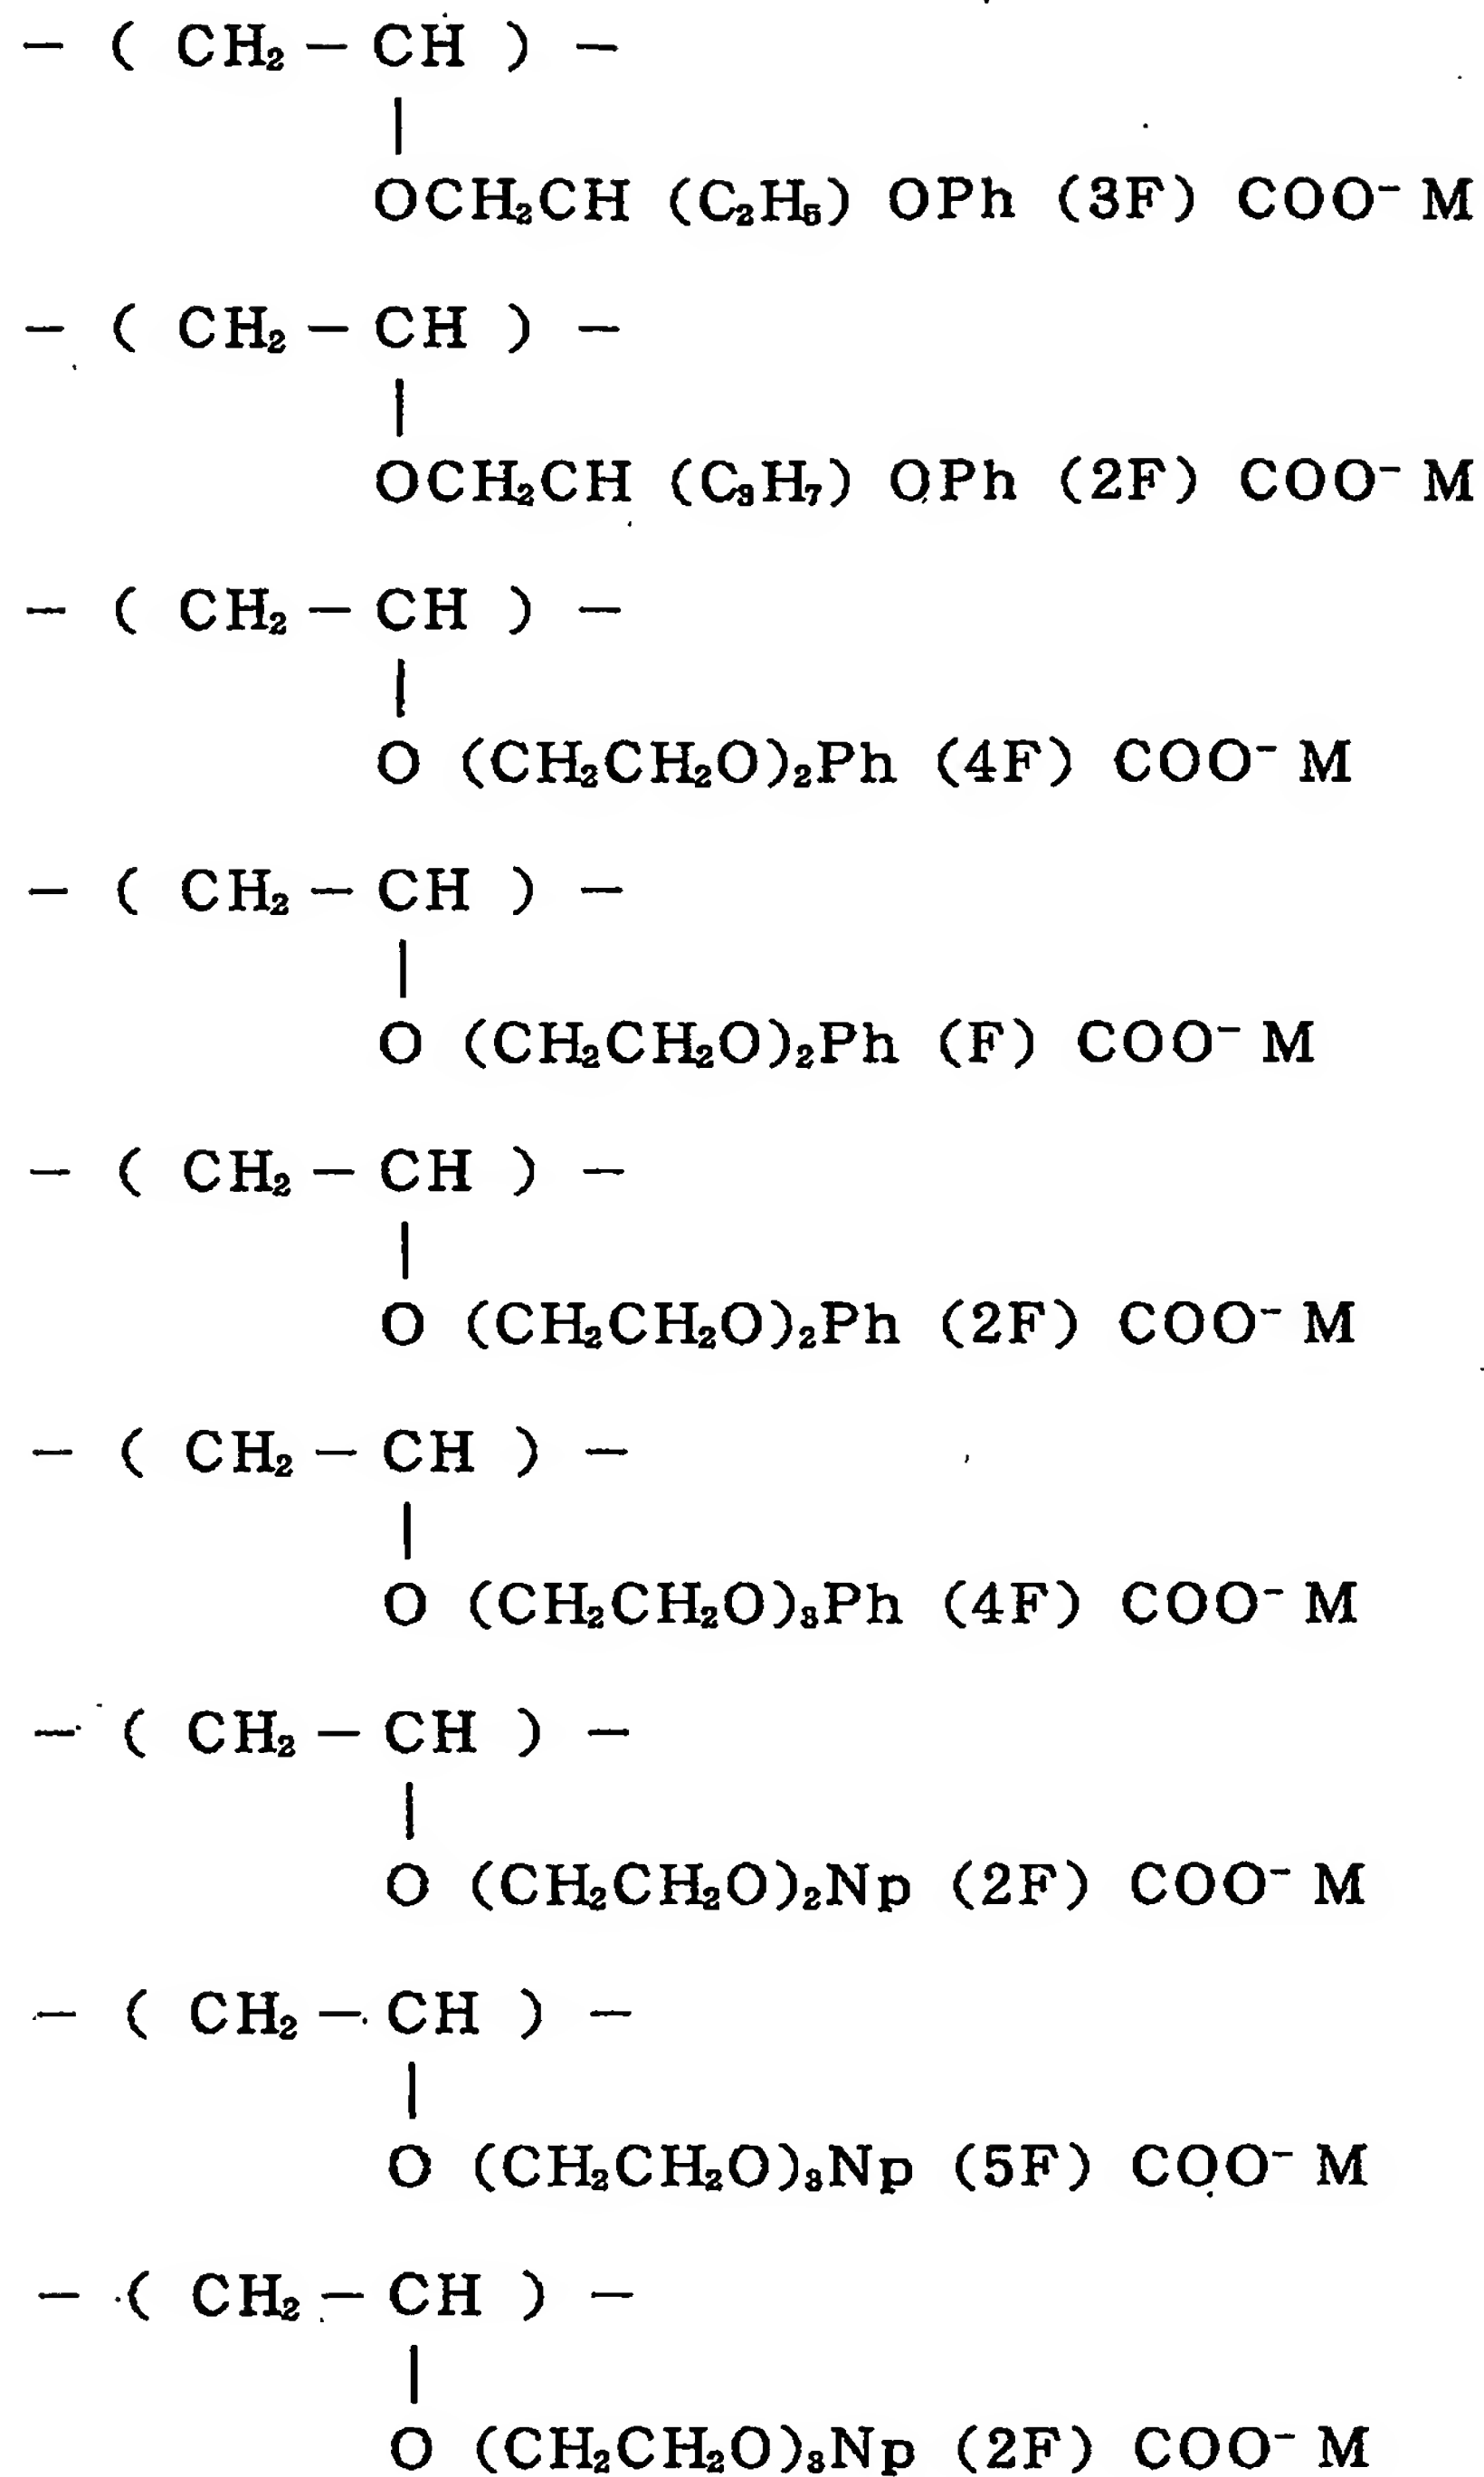 — ( CH₂ — CH ) —
|
OCH₂CH (C₂H₅) OPh (3F) COO⁻ M
— ( CH₂ — CH ) —
|
OCH₂CH (C₃H₇) OPh (2F) COO⁻ M
— ( CH₂ — CH ) —
|
O (CH₂CH₂O)₂Ph (4F) COO⁻ M
— ( CH₂ — CH ) —
|
O (CH₂CH₂O)₂Ph (F) COO⁻ M
— ( CH₂ — CH ) —
|
O (CH₂CH₂O)₂Ph (2F) COO⁻ M
— ( CH₂ — CH ) —
|
O (CH₂CH₂O)₃Ph (4F) COO⁻ M
— ( CH₂ — CH ) —
|
O (CH₂CH₂O)₂Np (2F) COO⁻ M
— ( CH₂ — CH ) —
|
O (CH₂CH₂O)₃Np (5F) COO⁻ M
— ( CH₂ — CH ) —
|
O (CH₂CH₂O)₃Np (2F) COO⁻ M